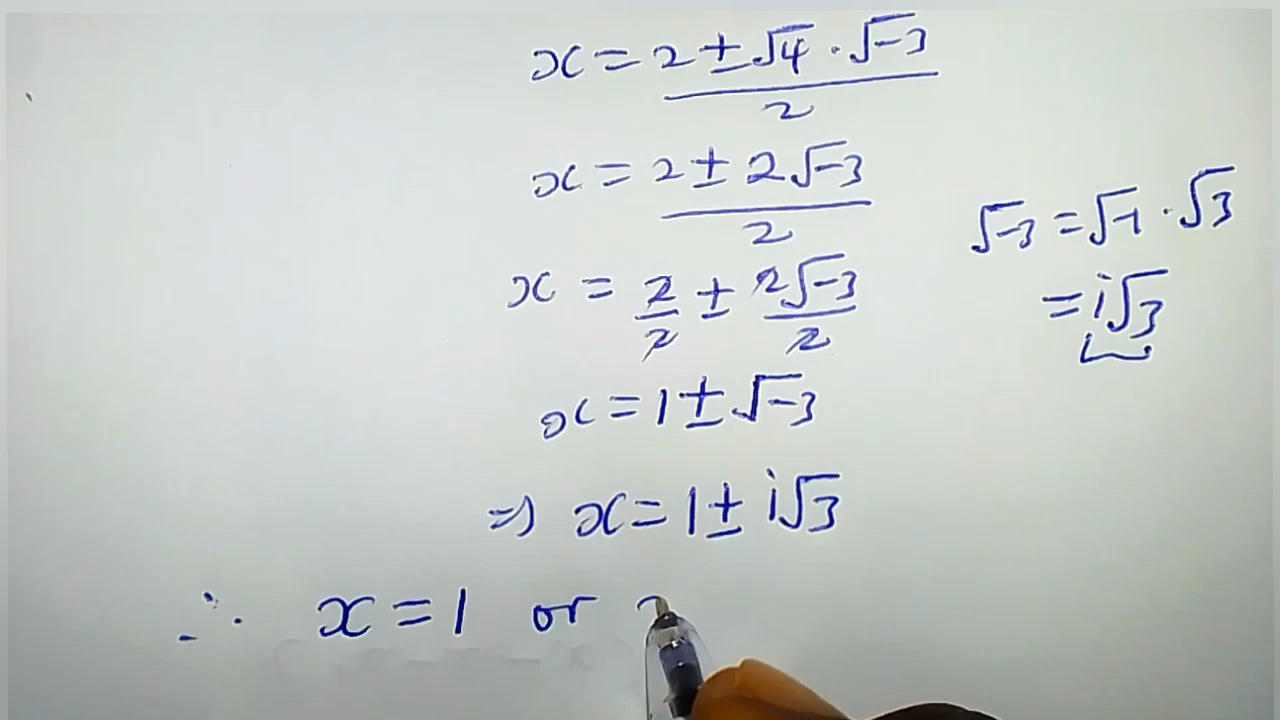 x = 2 ± √4 · √-3 / 2
x = 2 ± 2√-3 / 2
√-3 = √-1 · √3
= i√3
x = 2/2 ± 2√-3 / 2
x = 1 ± √-3
⇒ x = 1 ± i√3
∴ x = 1 or